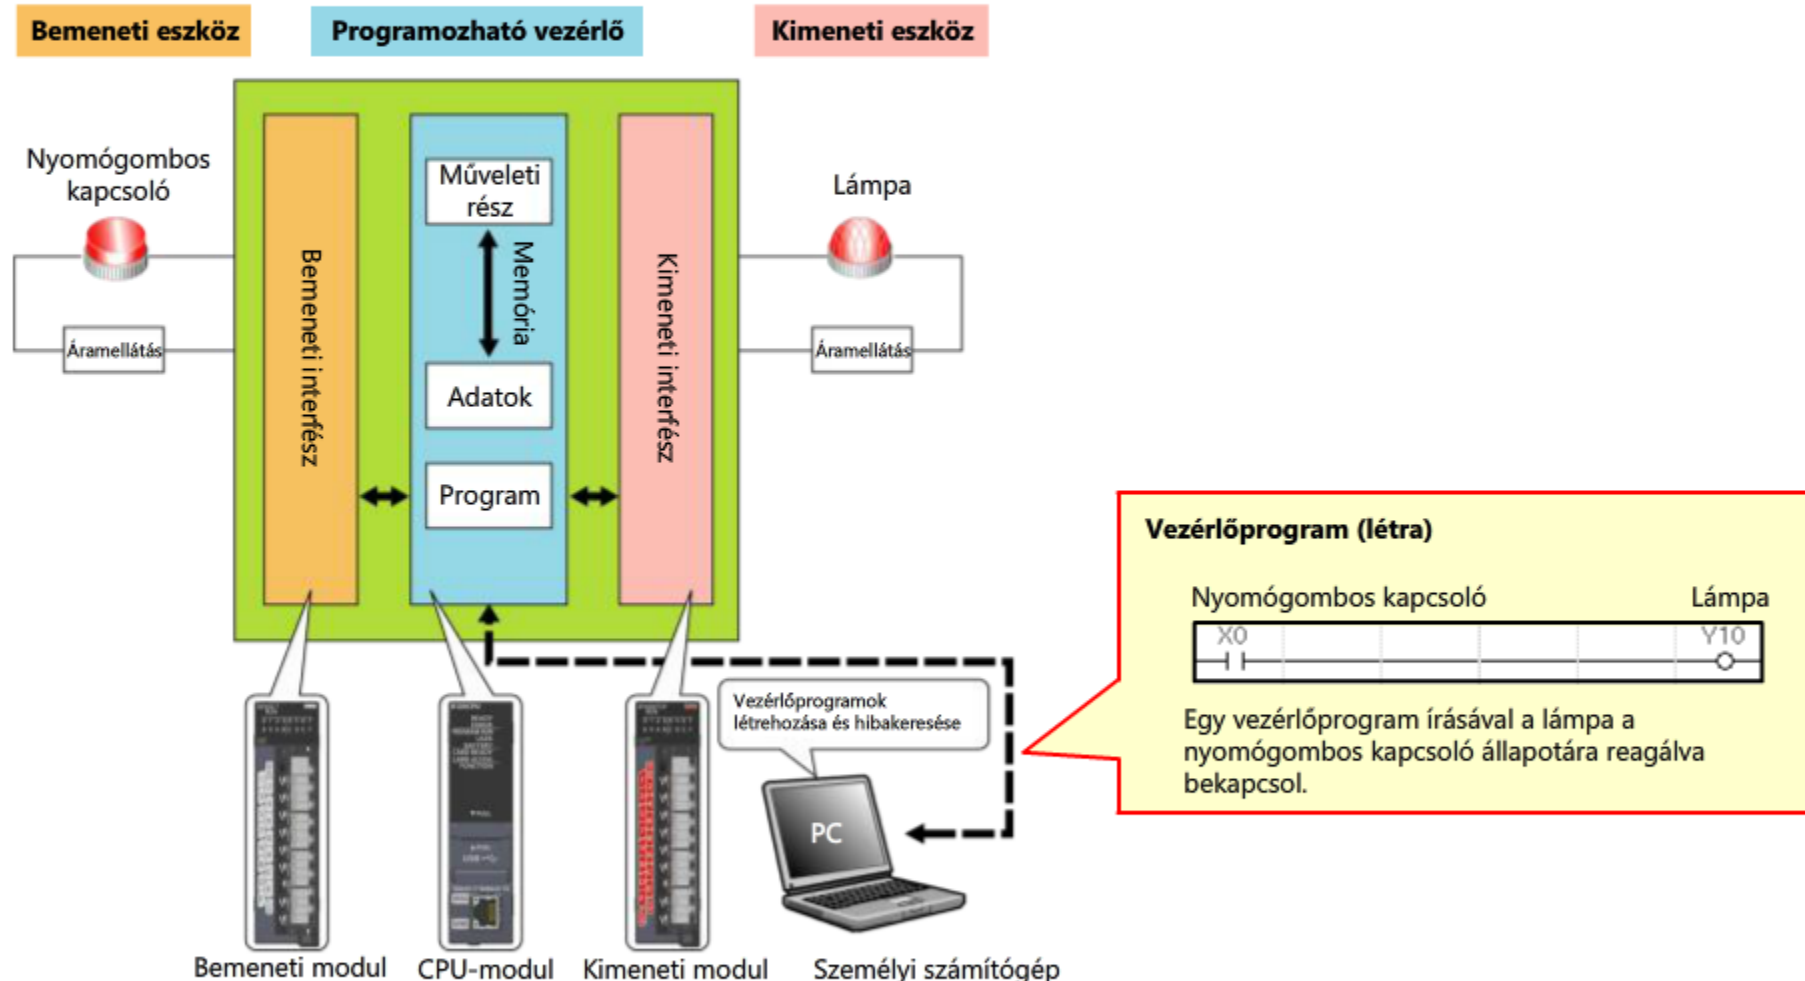 Bemeneti eszköz
Programozható vezérlő
Kimeneti eszköz
Nyomógombos
kapcsoló
Áramellátás
Bemeneti interfész
Műveleti
rész
Memória
Adatok
Program
Kimeneti interfész
Lámpa
Áramellátás
Vezérlőprogramok
létrehozása és hibakeresése
PC
Bemeneti modul
CPU-modul
Kimeneti modul
Személyi számítógép
Vezérlőprogram (létra)
Nyomógombos kapcsoló
Lámpa
X0
Y10
Egy vezérlőprogram írásával a lámpa a
nyomógombos kapcsoló állapotára reagálva
bekapcsol.